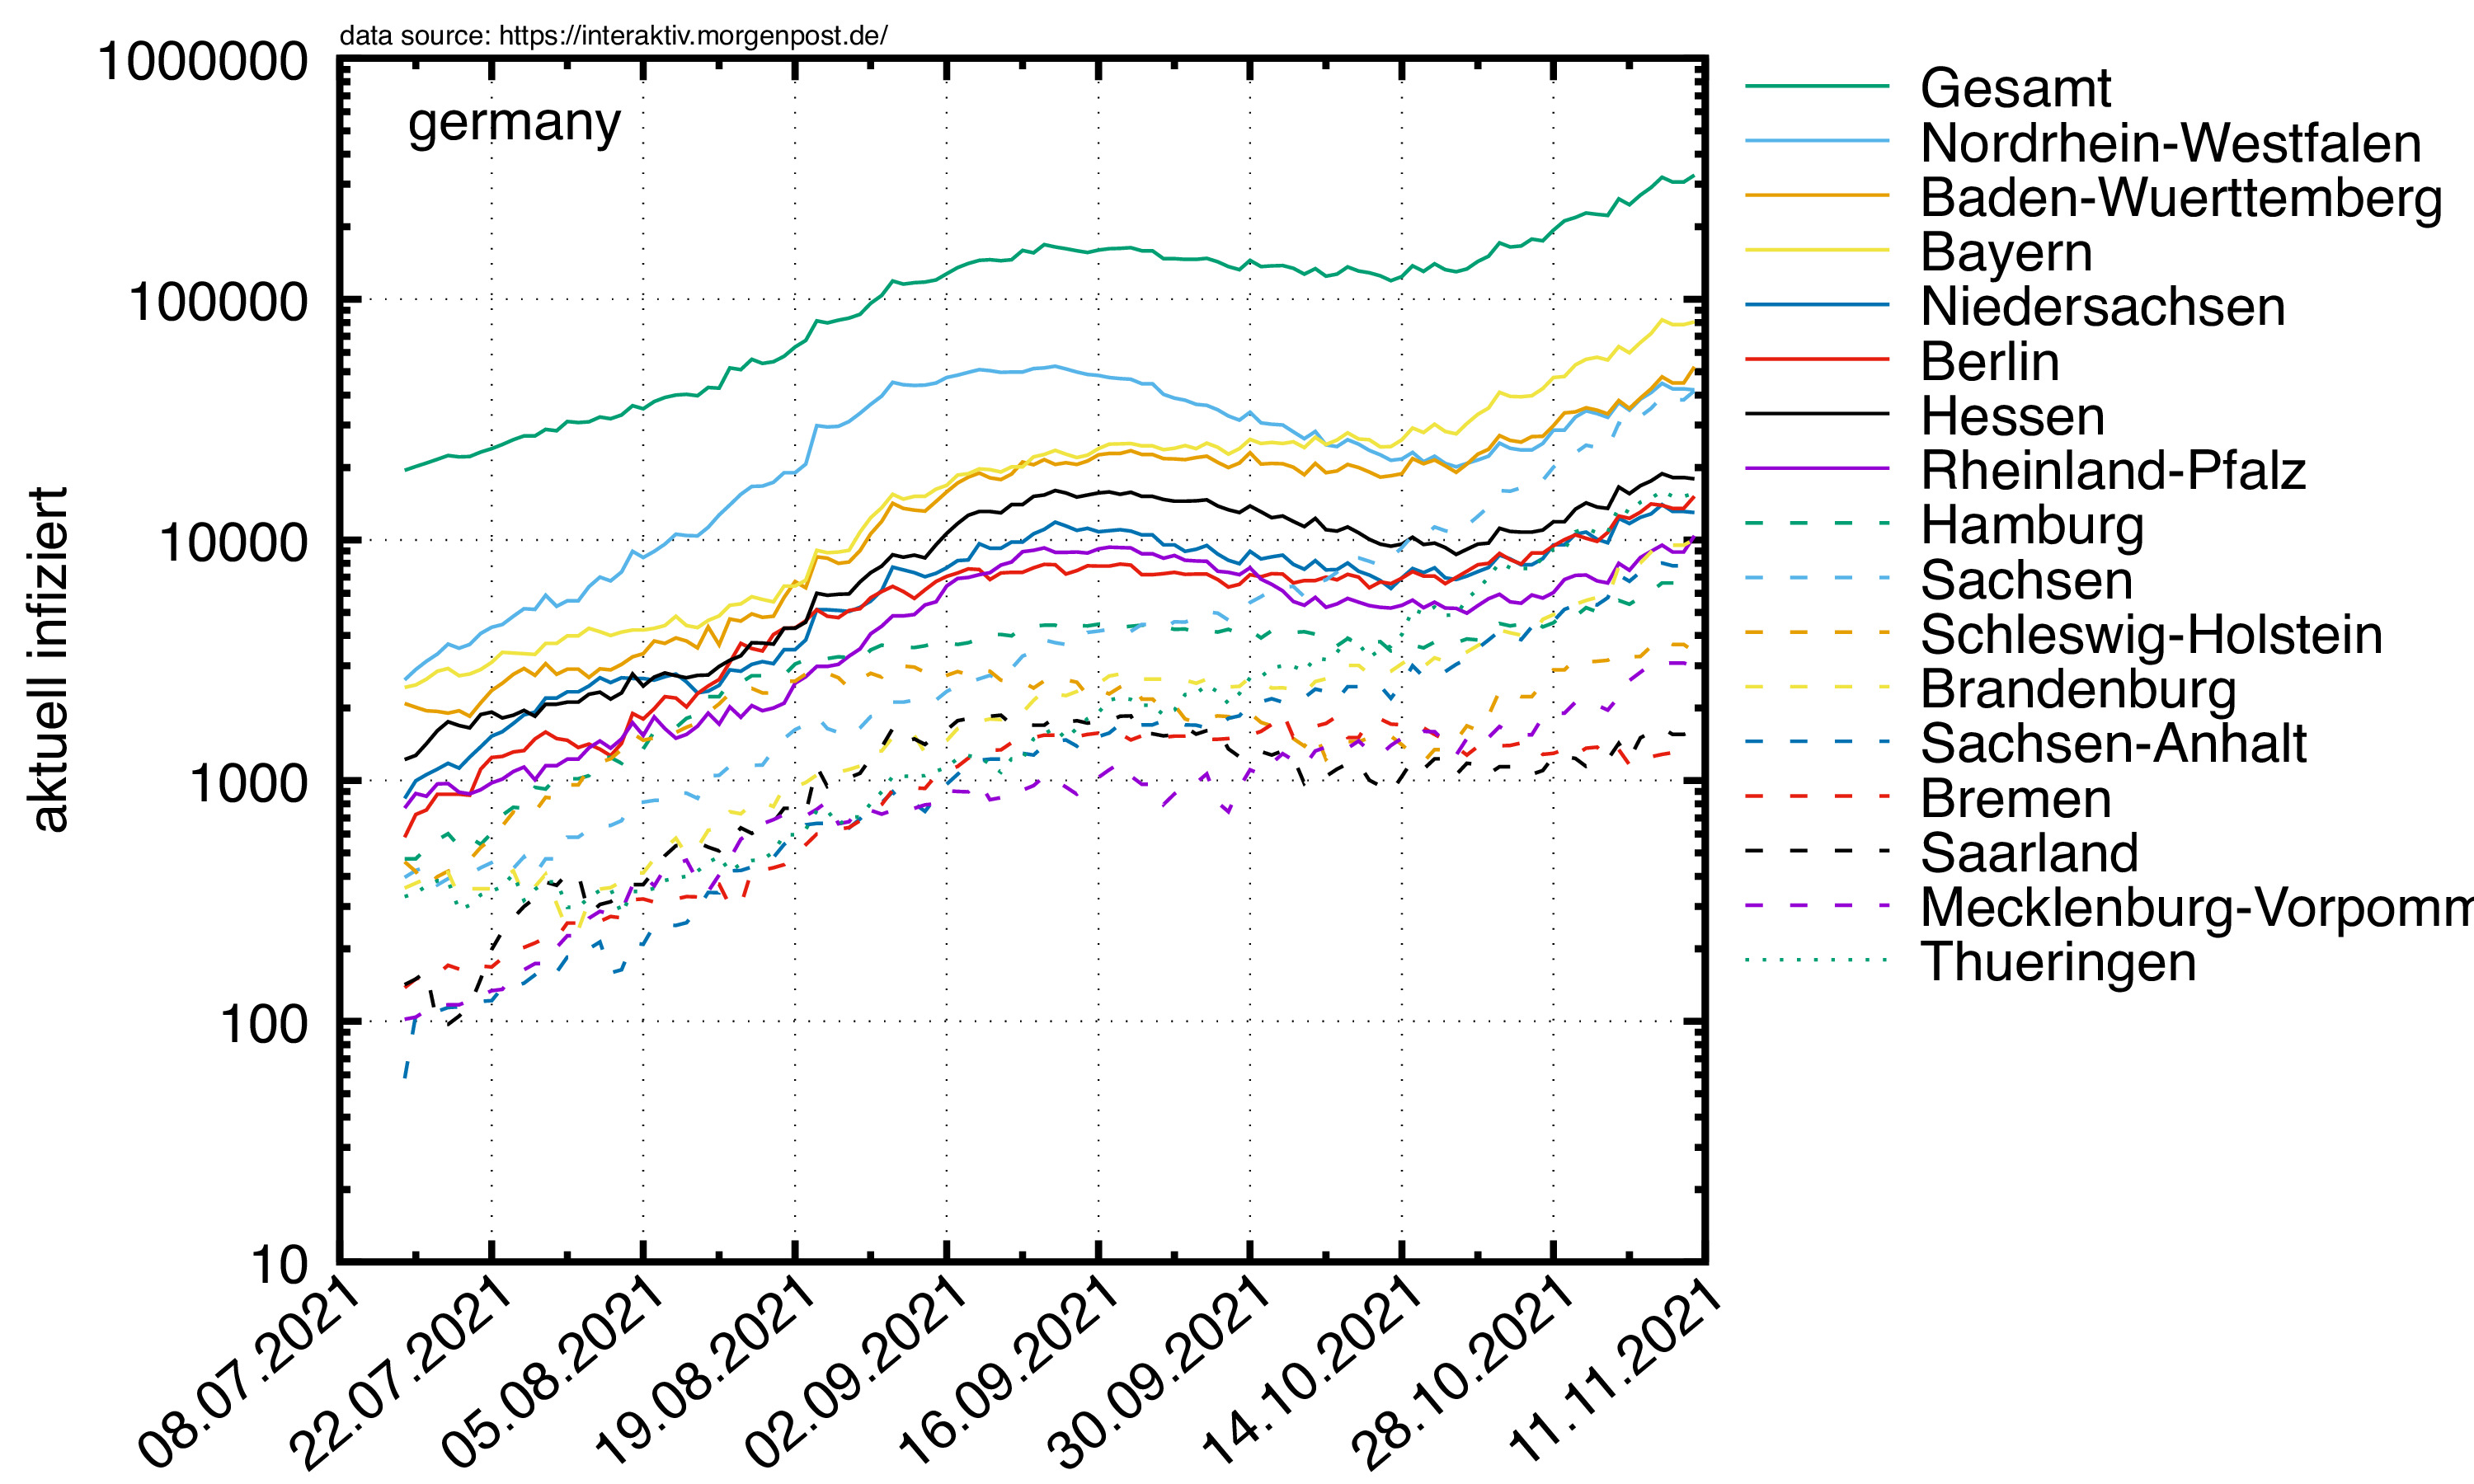 data source: https://interaktiv.morgenpost.de/
1000000
100000
10000
1000
100
10
aktuell infiziert
germany
08.07.2021
22.07.2021
05.08.2021
19.08.2021
02.09.2021
16.09.2021
30.09.2021
14.10.2021
28.10.2021
11.11.2021
Gesamt
Nordrhein-Westfalen
Baden-Wuerttemberg
Bayern
Niedersachsen
Berlin
Hessen
Rheinland-Pfalz
Hamburg
Sachsen
Schleswig-Holstein
Brandenburg
Sachsen-Anhalt
Bremen
Saarland
Mecklenburg-Vorpomm
Thueringen